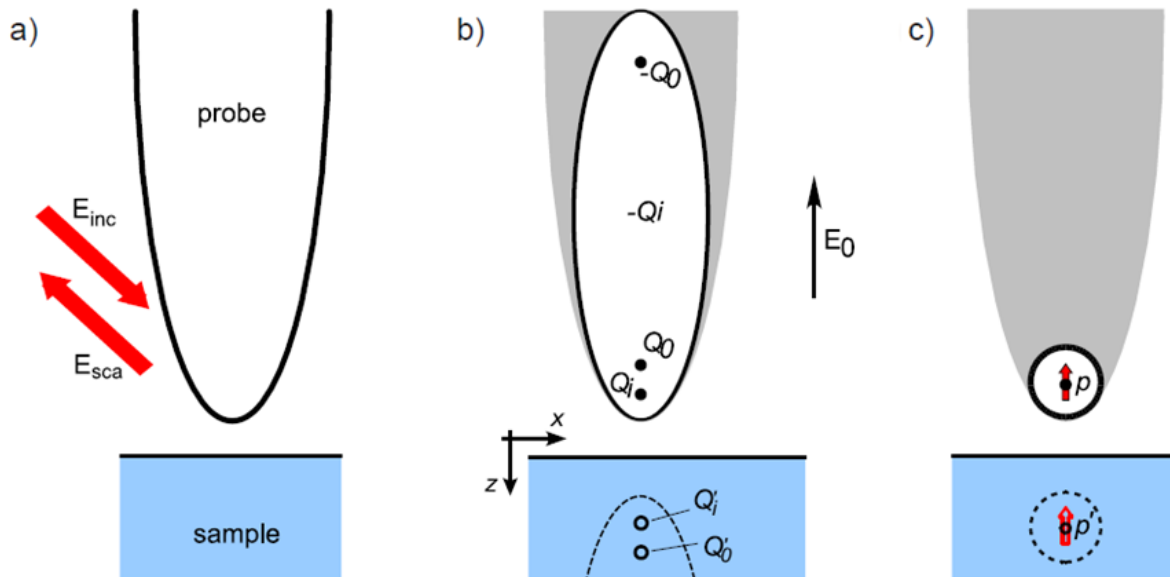 a)
probe
E_inc
E_sca
sample
b)
-Q0
-Qi
E0
Q0
Qi
x
z
Q'i
Q'0
c)
p
p'